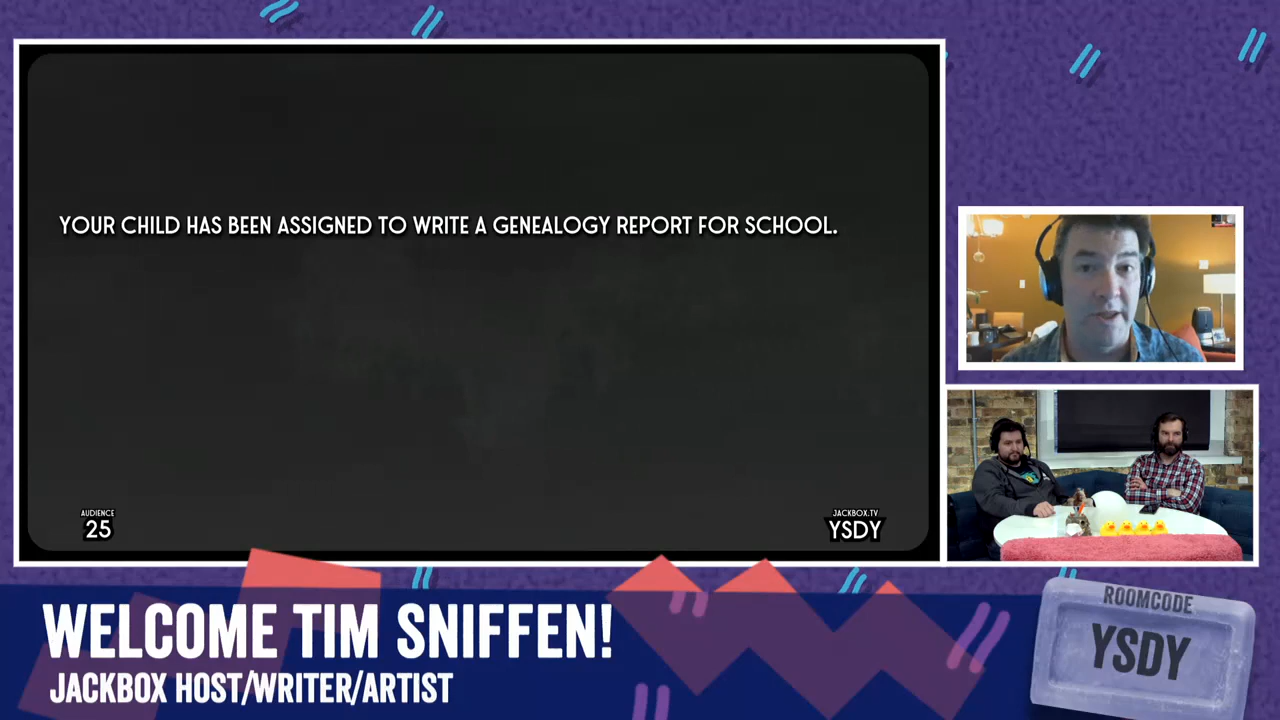 YOUR CHILD HAS BEEN ASSIGNED TO WRITE A GENEALOGY REPORT FOR SCHOOL.
AUDIENCE
25
JACKBOX.TV
YSDY
WELCOME TIM SNIFFEN!
JACKBOX HOST/WRITER/ARTIST
ROOMCODE
YSDY